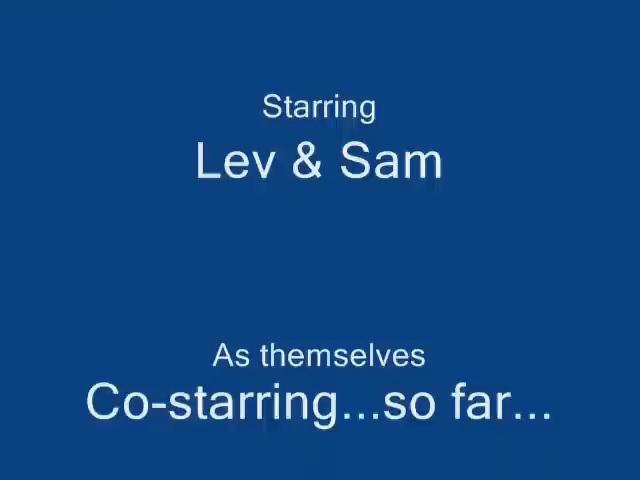 Starring
Lev & Sam
As themselves
Co-starring...so far...